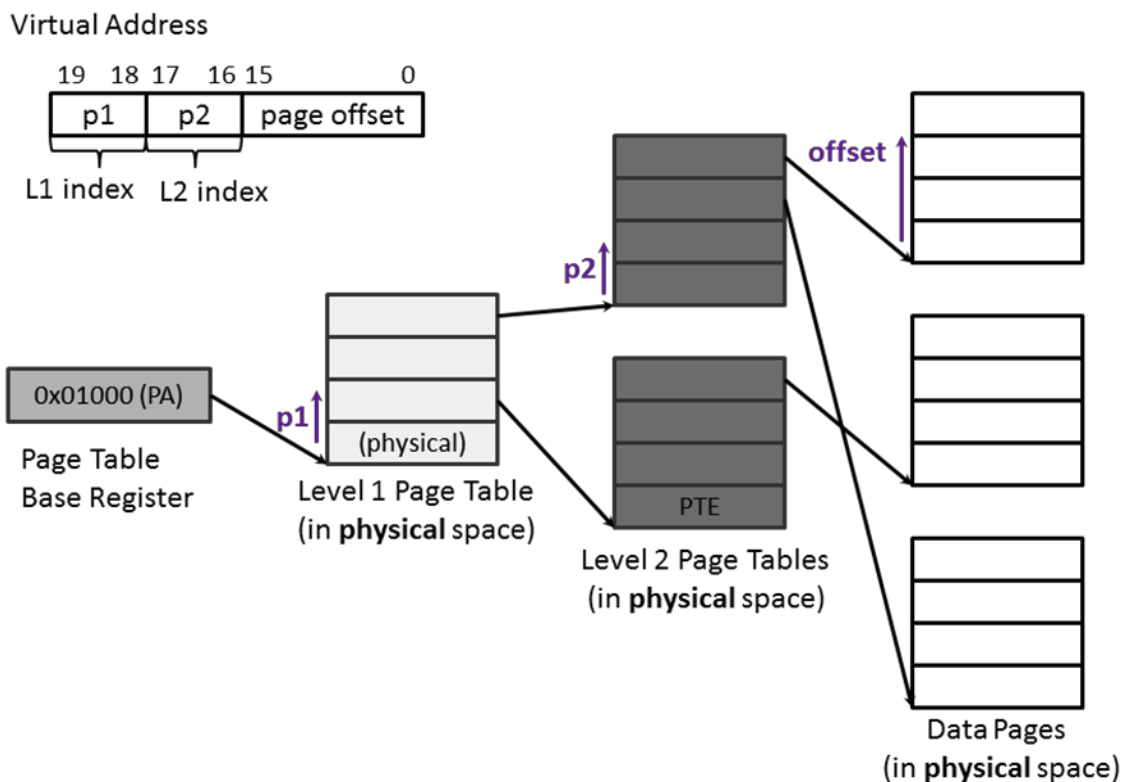 Virtual Address
19 18 17 16 15 0
p1 p2 page offset
L1 index L2 index
offset
p2
0x01000 (PA)
p1
(physical)
Page Table
Base Register
Level 1 Page Table
(in physical space)
PTE
Level 2 Page Tables
(in physical space)
Data Pages
(in physical space)